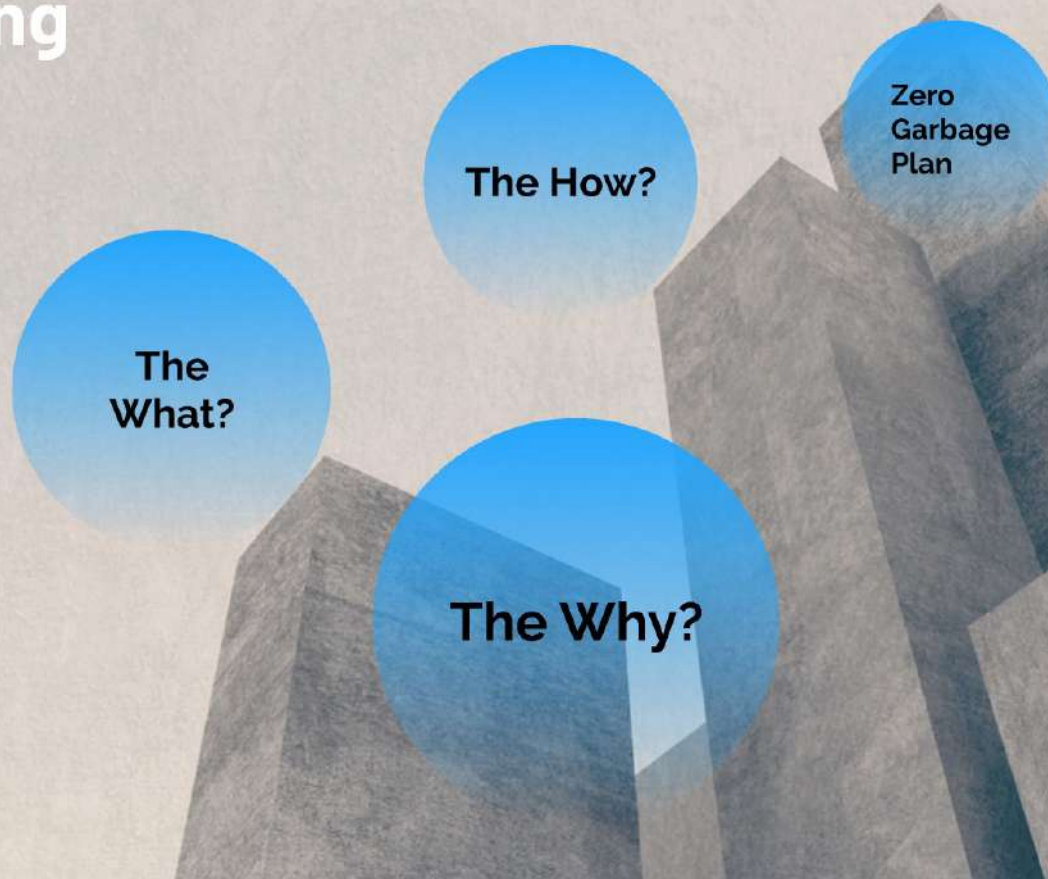 ng
The How?
Zero
Garbage
Plan
The
What?
The Why?